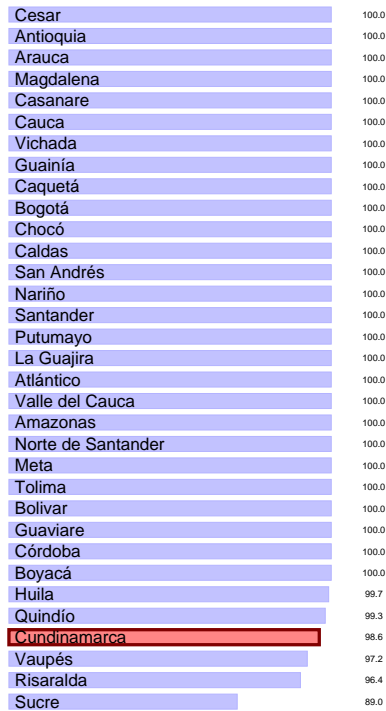 Cesar 100.0
Antioquia 100.0
Arauca 100.0
Magdalena 100.0
Casanare 100.0
Cauca 100.0
Vichada 100.0
Guainía 100.0
Caquetá 100.0
Bogotá 100.0
Chocó 100.0
Caldas 100.0
San Andrés 100.0
Nariño 100.0
Santander 100.0
Putumayo 100.0
La Guajira 100.0
Atlántico 100.0
Valle del Cauca 100.0
Amazonas 100.0
Norte de Santander 100.0
Meta 100.0
Tolima 100.0
Bolivar 100.0
Guaviare 100.0
Córdoba 100.0
Boyacá 100.0
Huila 99.7
Quindío 99.3
Cundinamarca 98.6
Vaupés 97.2
Risaralda 96.4
Sucre 89.0